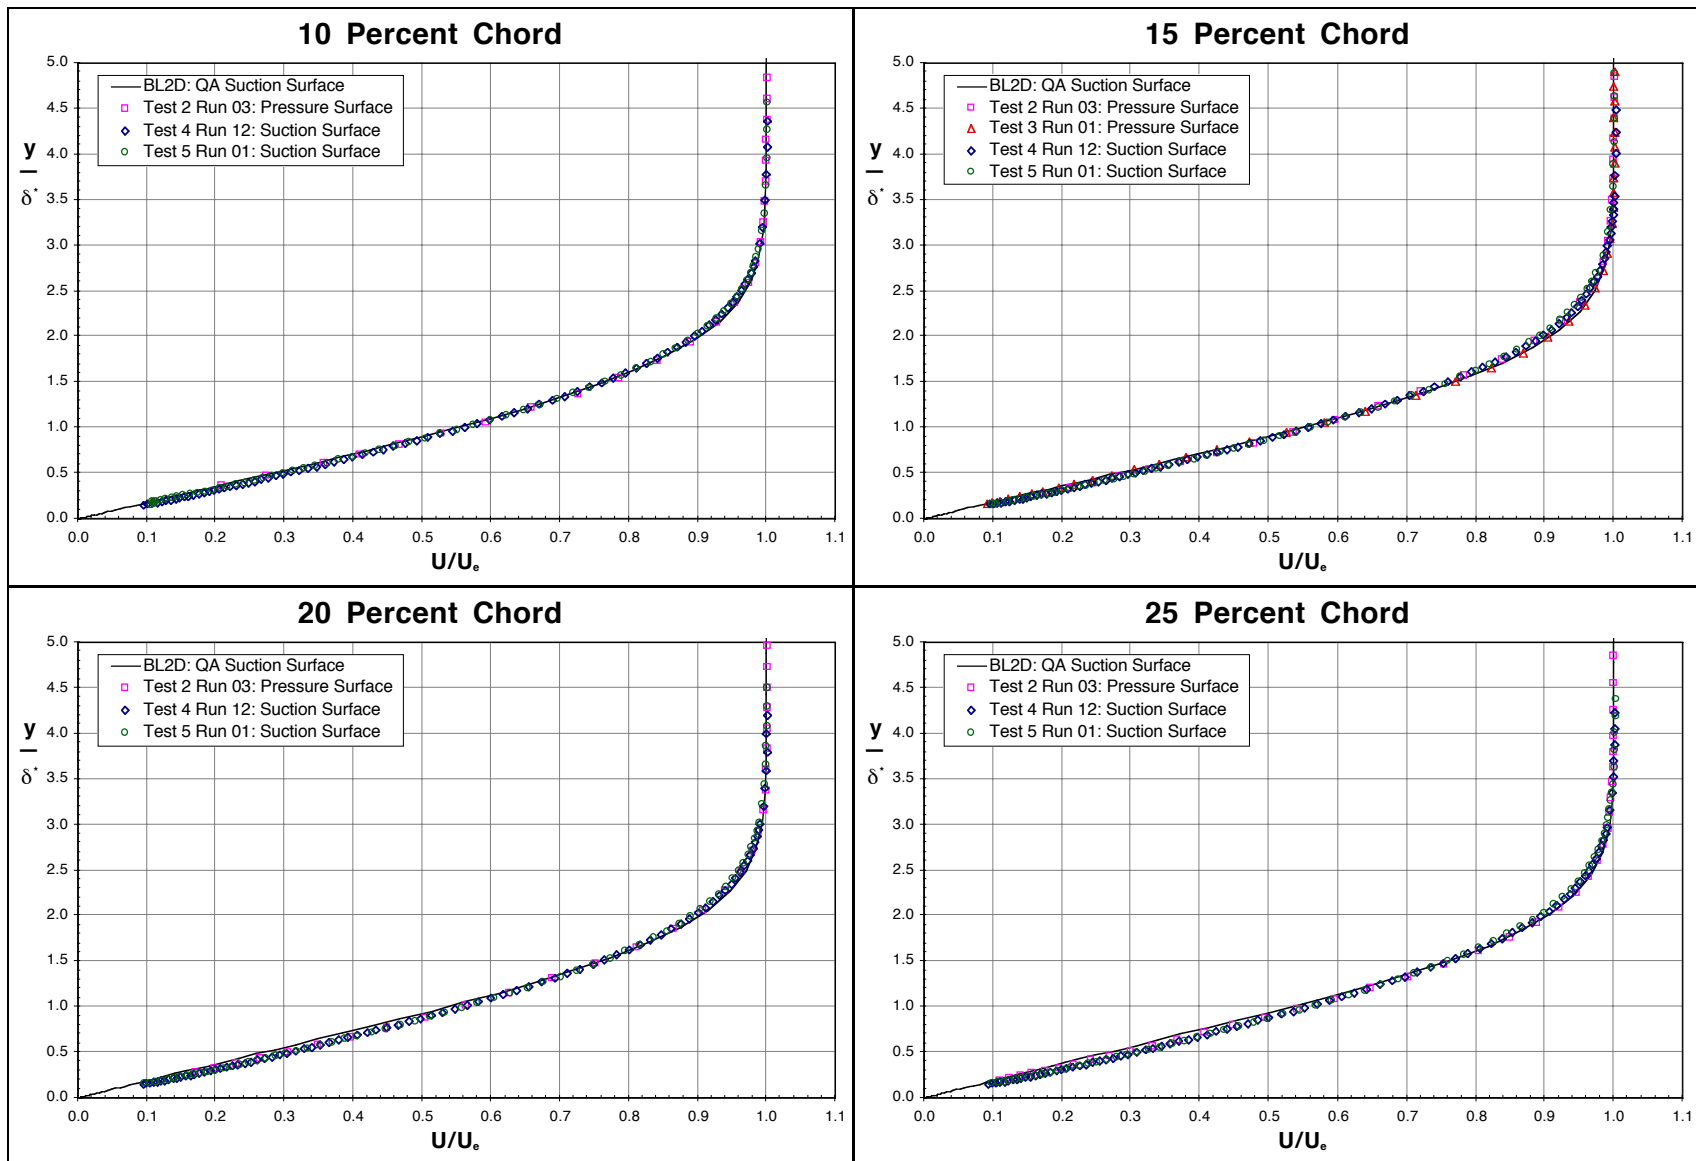 10 Percent Chord
5.0
4.5
4.0
3.5
3.0
2.5
2.0
1.5
1.0
0.5
0.0
y
δ*
BL2D: QA Suction Surface
Test 2 Run 03: Pressure Surface
Test 4 Run 12: Suction Surface
Test 5 Run 01: Suction Surface
0.0 0.1 0.2 0.3 0.4 0.5 0.6 0.7 0.8 0.9 1.0 1.1
U/Ue
15 Percent Chord
5.0
4.5
4.0
3.5
3.0
2.5
2.0
1.5
1.0
0.5
0.0
y
δ*
BL2D: QA Suction Surface
Test 2 Run 03: Pressure Surface
Test 3 Run 01: Pressure Surface
Test 4 Run 12: Suction Surface
Test 5 Run 01: Suction Surface
0.0 0.1 0.2 0.3 0.4 0.5 0.6 0.7 0.8 0.9 1.0 1.1
U/Ue
20 Percent Chord
5.0
4.5
4.0
3.5
3.0
2.5
2.0
1.5
1.0
0.5
0.0
y
δ*
BL2D: QA Suction Surface
Test 2 Run 03: Pressure Surface
Test 4 Run 12: Suction Surface
Test 5 Run 01: Suction Surface
0.0 0.1 0.2 0.3 0.4 0.5 0.6 0.7 0.8 0.9 1.0 1.1
U/Ue
25 Percent Chord
5.0
4.5
4.0
3.5
3.0
2.5
2.0
1.5
1.0
0.5
0.0
y
δ*
BL2D: QA Suction Surface
Test 2 Run 03: Pressure Surface
Test 4 Run 12: Suction Surface
Test 5 Run 01: Suction Surface
0.0 0.1 0.2 0.3 0.4 0.5 0.6 0.7 0.8 0.9 1.0 1.1
U/Ue